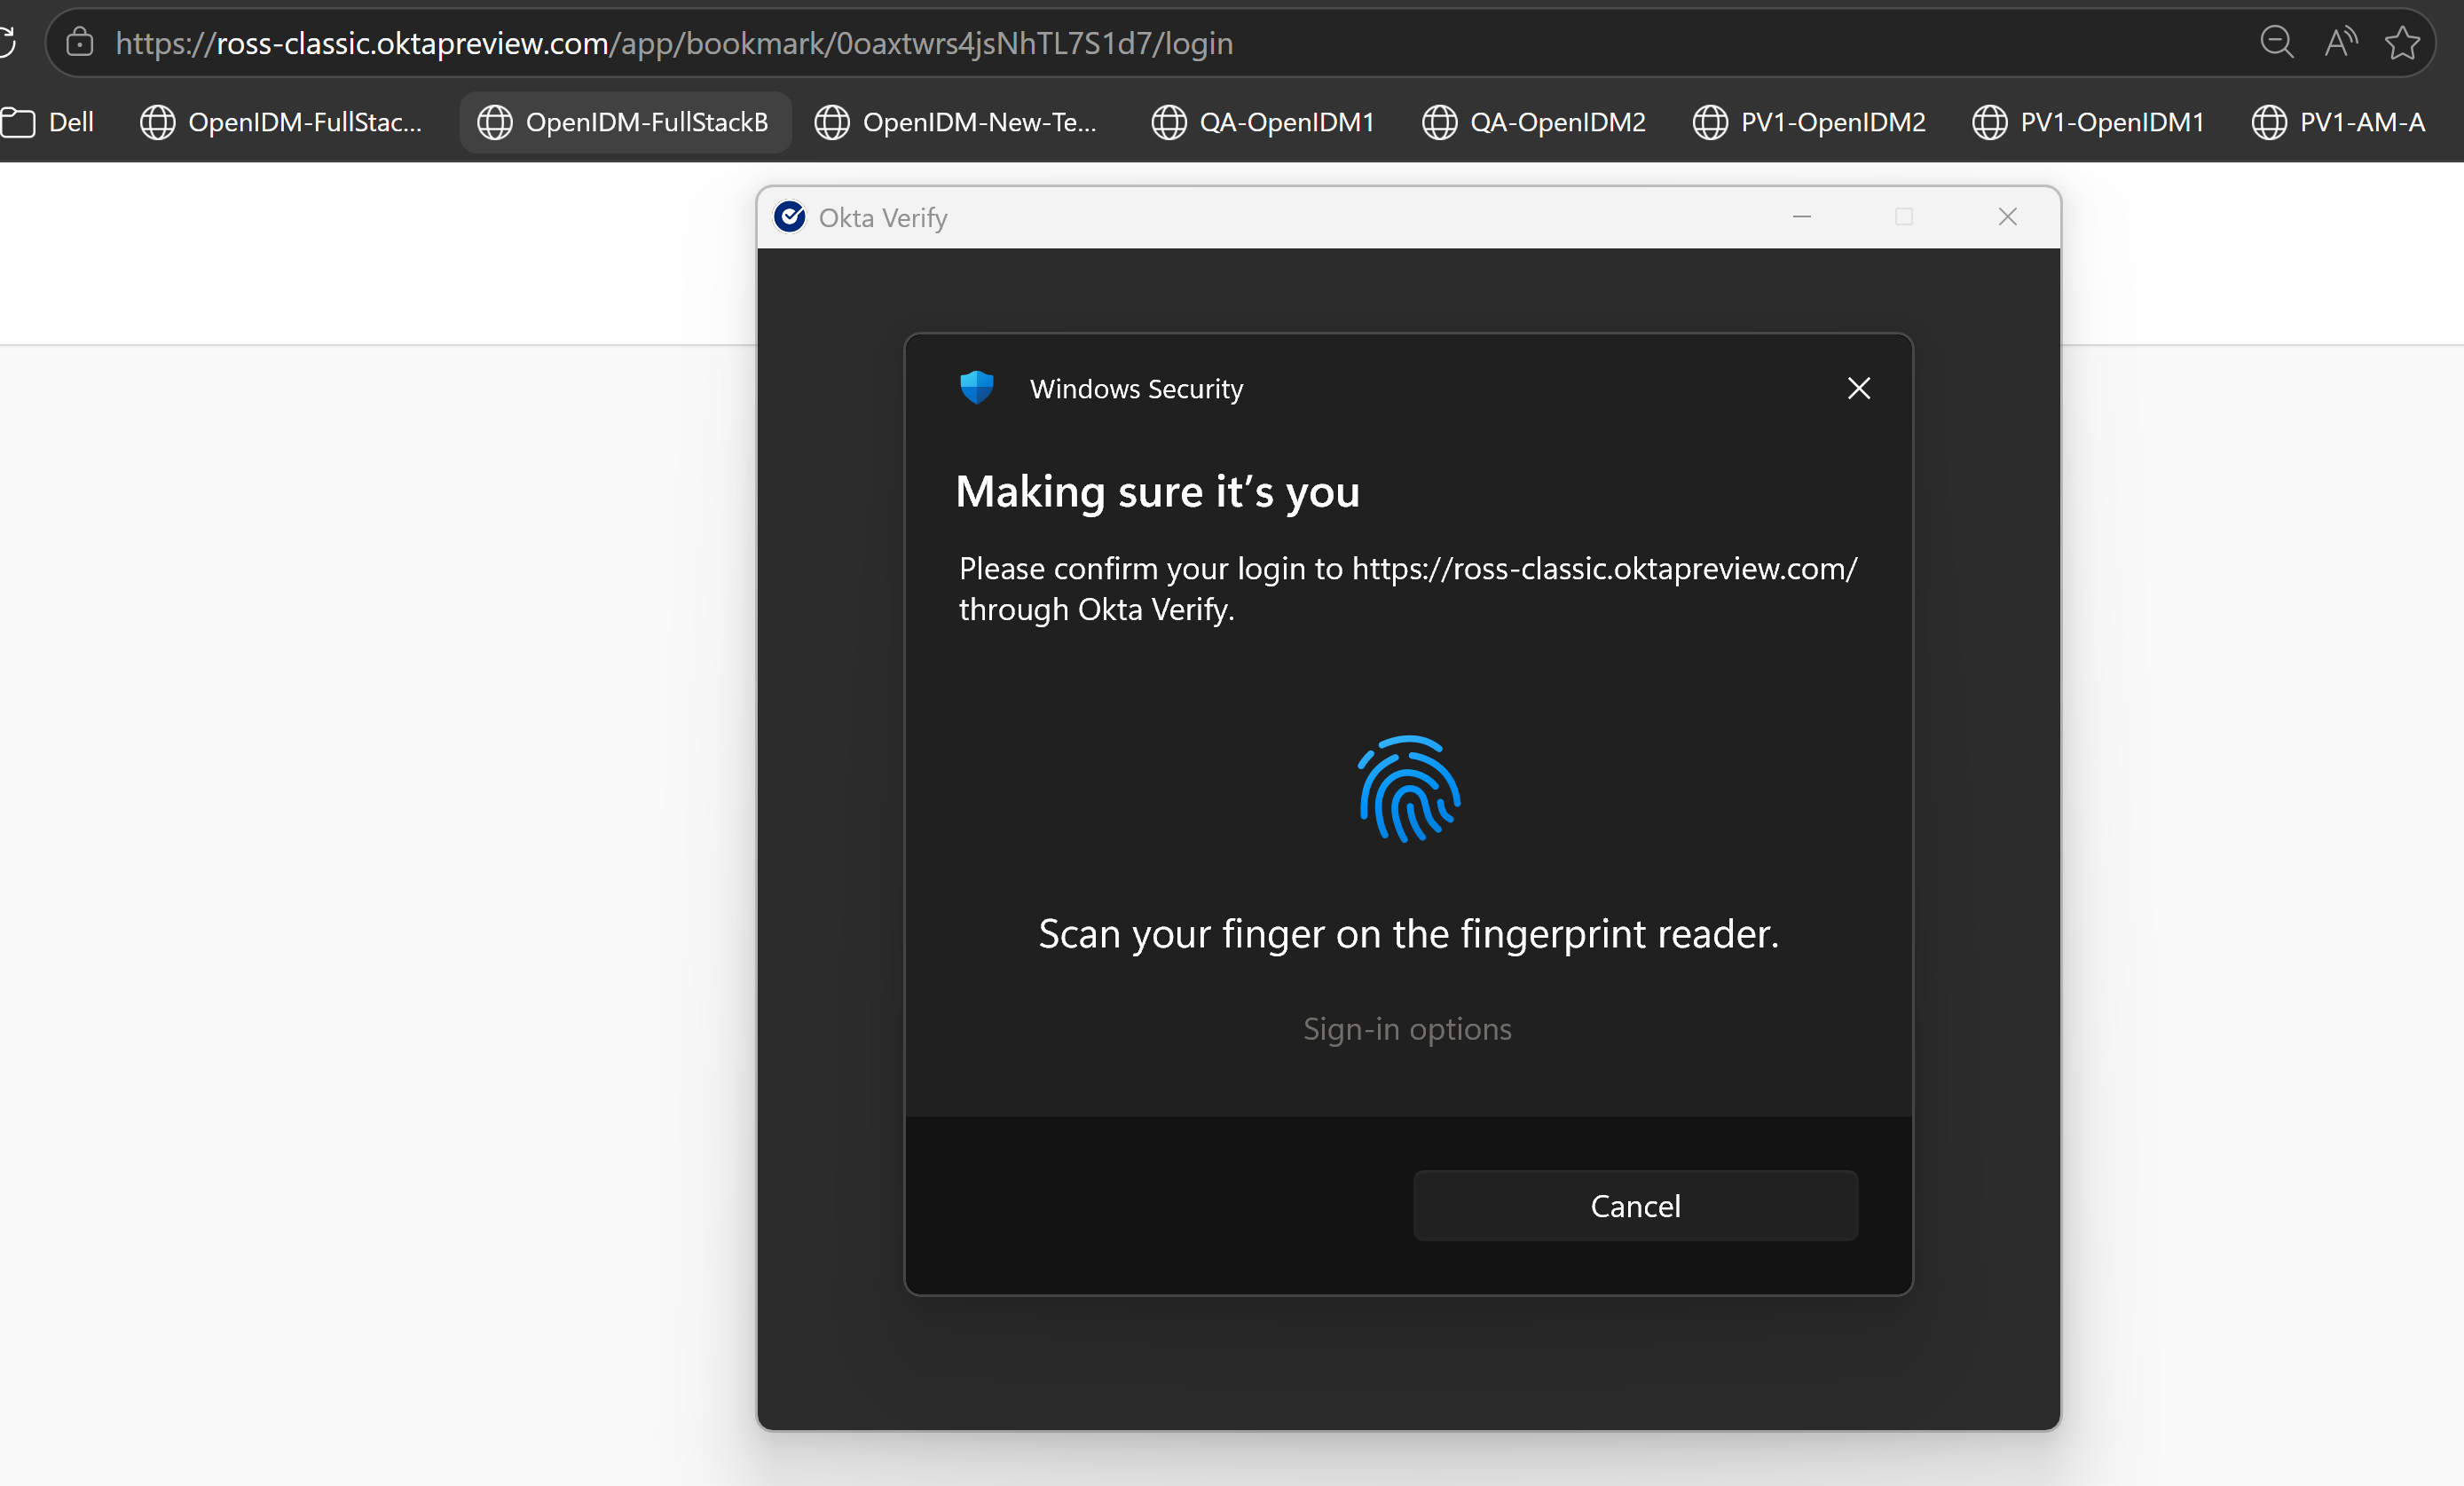 https://ross-classic.oktapreview.com/app/bookmark/0oaxtwrs4jsNhTL7S1d7/login
Dell
OpenIDM-FullStac...
OpenIDM-FullStackB
OpenIDM-New-Te...
QA-OpenIDM1
QA-OpenIDM2
PV1-OpenIDM2
PV1-OpenIDM1
PV1-AM-A
Okta Verify
Windows Security
Making sure it's you
Please confirm your login to https://ross-classic.oktapreview.com/
through Okta Verify.
Scan your finger on the fingerprint reader.
Sign-in options
Cancel